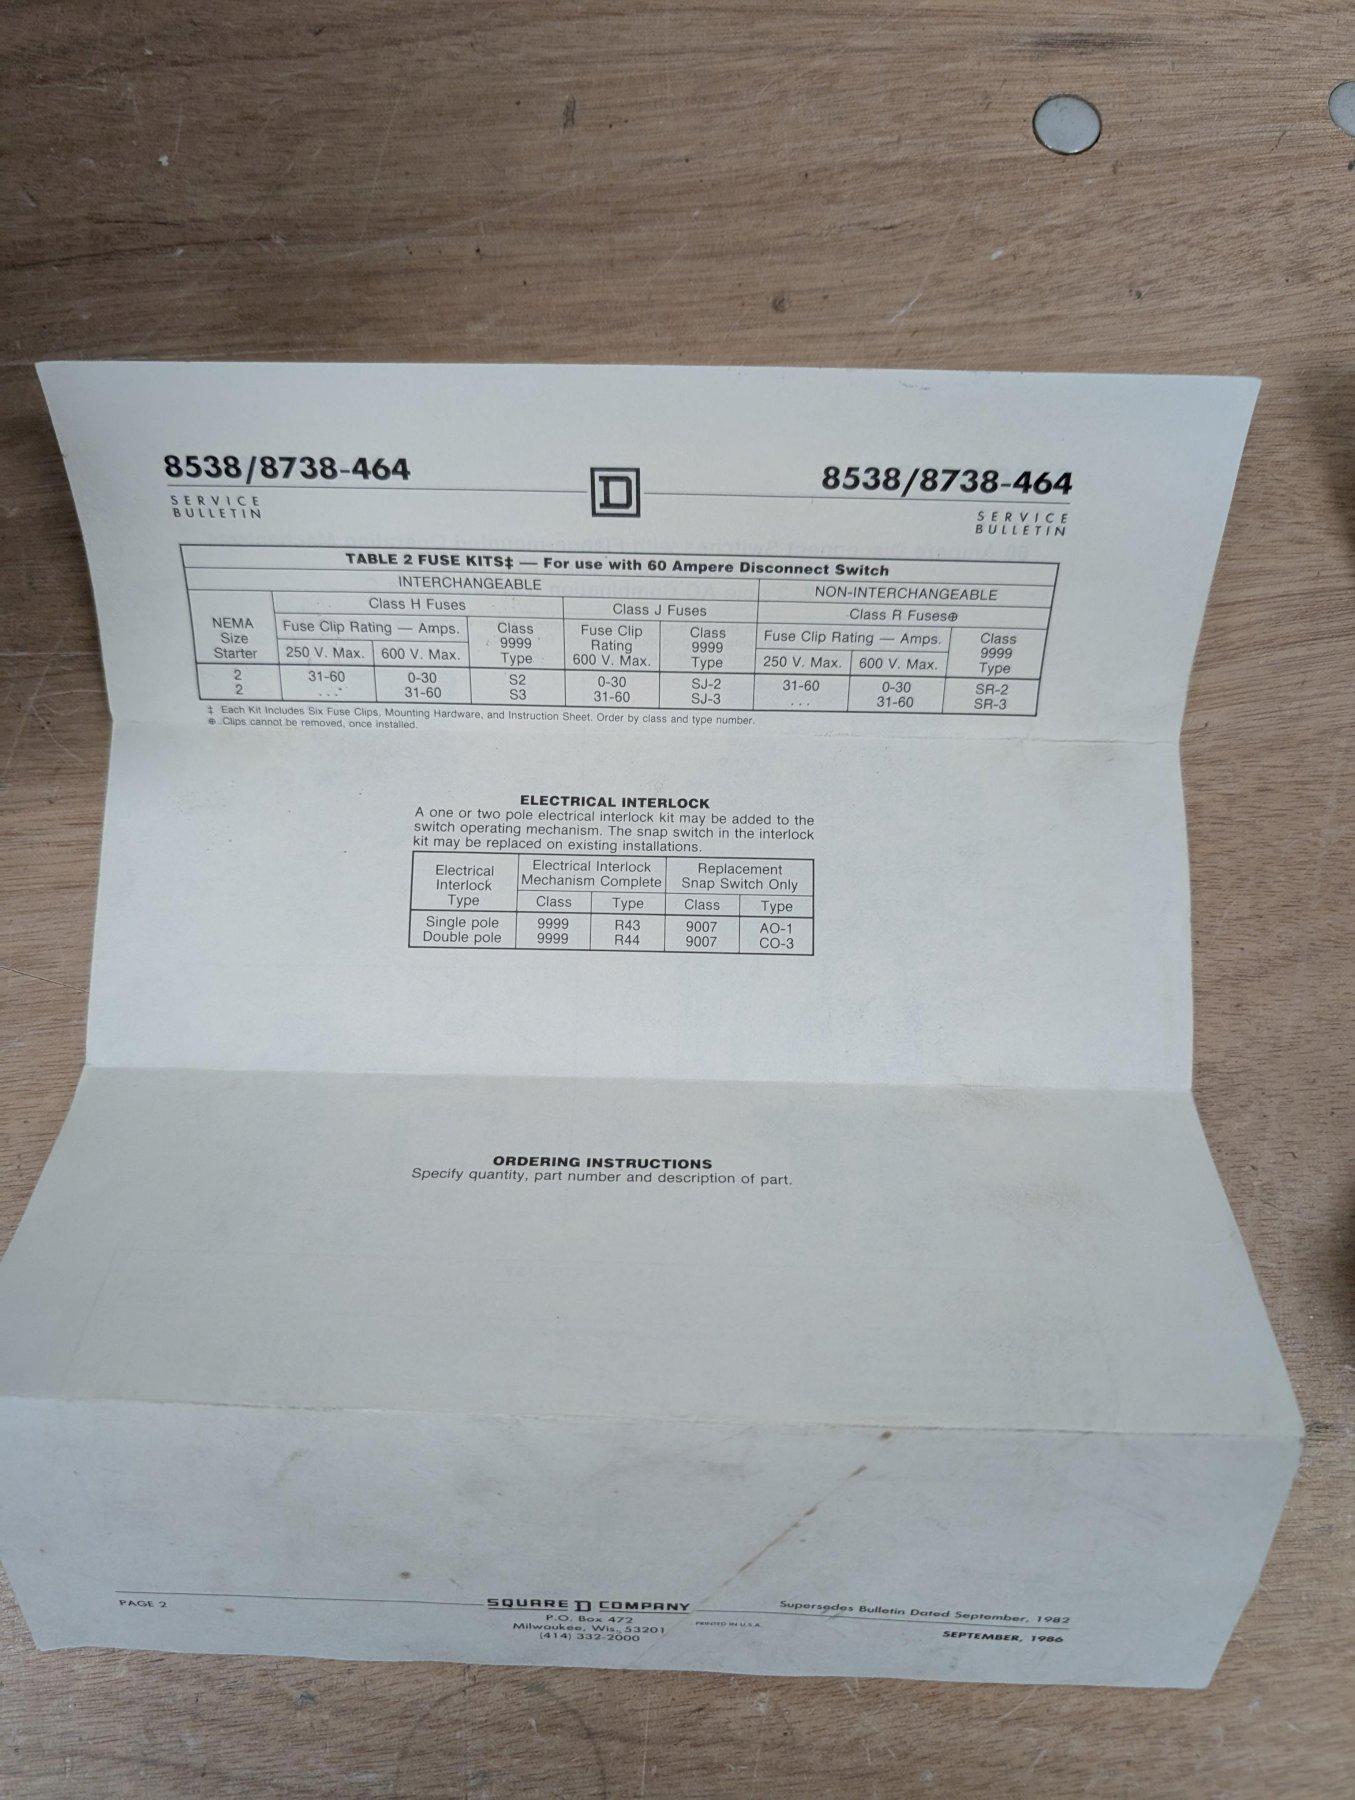 8538/8738-464
SERVICE
BULLETIN
D
8538/8738-464
SERVICE
BULLETIN
TABLE 2 FUSE KITS‡ — For use with 60 Ampere Disconnect Switch
INTERCHANGEABLE NON-INTERCHANGEABLE
Class H Fuses Class J Fuses Class R Fuses⊕
NEMA
Size
Starter
Fuse Clip Rating — Amps.
250 V. Max. 600 V. Max.
Class
9999
Type
Fuse Clip
Rating
600 V. Max.
Class
9999
Type
Fuse Clip Rating — Amps.
250 V. Max. 600 V. Max.
Class
9999
Type
2 31-60 0-30 S2 0-30 SJ-2 31-60 0-30 SR-2
2 . . . 31-60 S3 31-60 SJ-3 . . . 31-60 SR-3
‡ Each Kit Includes Six Fuse Clips, Mounting Hardware, and Instruction Sheet. Order by class and type number.
⊕ Clips cannot be removed, once installed.
ELECTRICAL INTERLOCK
A one or two pole electrical interlock kit may be added to the
switch operating mechanism. The snap switch in the interlock
kit may be replaced on existing installations.
Electrical
Interlock
Type
Electrical Interlock
Mechanism Complete
Replacement
Snap Switch Only
Class Type Class Type
Single pole 9999 R43 9007 AO-1
Double pole 9999 R44 9007 CO-3
ORDERING INSTRUCTIONS
Specify quantity, part number and description of part.
PAGE 2
SQUARE D COMPANY
P.O. Box 472
Milwaukee, Wis., 53201
(414) 332-2000
PRINTED IN U.S.A.
Supersedes Bulletin Dated September, 1982
SEPTEMBER, 1986